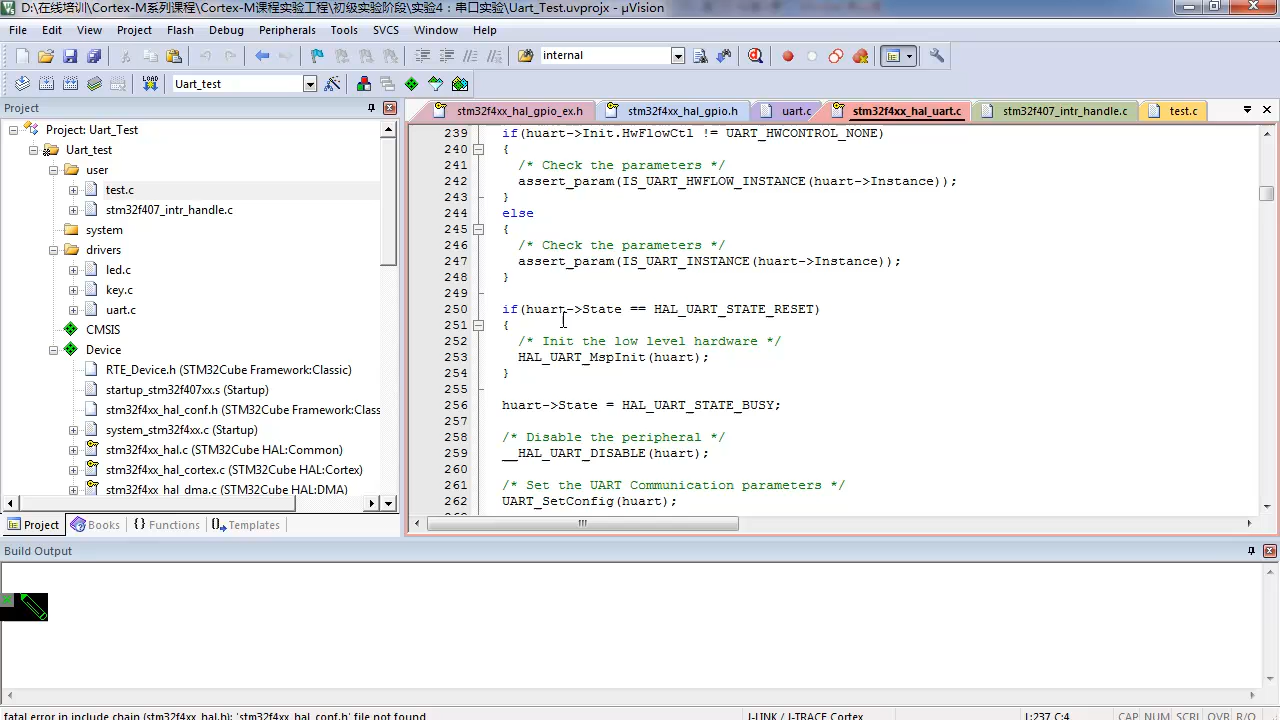 D:\在线培训\Cortex-M系列课程\Cortex-M课程实验工程\初级实验阶段\实验4：串口实验\Uart_Test.uvprojx - µVision
File Edit View Project Flash Debug Peripherals Tools SVCS Window Help
internal
LOAD Uart_test
Project
stm32f4xx_hal_gpio_ex.h stm32f4xx_hal_gpio.h uart.c stm32f4xx_hal_uart.c stm32f407_intr_handle.c test.c
Project: Uart_Test
Uart_test
user
test.c
stm32f407_intr_handle.c
system
drivers
led.c
key.c
uart.c
CMSIS
Device
RTE_Device.h (STM32Cube Framework:Classic)
startup_stm32f407xx.s (Startup)
stm32f4xx_hal_conf.h (STM32Cube Framework:Class
system_stm32f4xx.c (Startup)
stm32f4xx_hal.c (STM32Cube HAL:Common)
stm32f4xx_hal_cortex.c (STM32Cube HAL:Cortex)
stm32f4xx_hal_dma.c (STM32Cube HAL:DMA)
Project Books Functions Templates
239 if(huart->Init.HwFlowCtl != UART_HWCONTROL_NONE)
240 {
241 /* Check the parameters */
242 assert_param(IS_UART_HWFLOW_INSTANCE(huart->Instance));
243 }
244 else
245 {
246 /* Check the parameters */
247 assert_param(IS_UART_INSTANCE(huart->Instance));
248 }
249
250 if(huart->State == HAL_UART_STATE_RESET)
251 {
252 /* Init the low level hardware */
253 HAL_UART_MspInit(huart);
254 }
255
256 huart->State = HAL_UART_STATE_BUSY;
257
258 /* Disable the peripheral */
259 __HAL_UART_DISABLE(huart);
260
261 /* Set the UART Communication parameters */
262 UART_SetConfig(huart);
Build Output
fatal error in include chain (stm32f4xx_hal.h): 'stm32f4xx_hal_conf.h' file not found J-LINK / J-TRACE Cortex L:237 C:4 CAP NUM SCRL OVR R/O